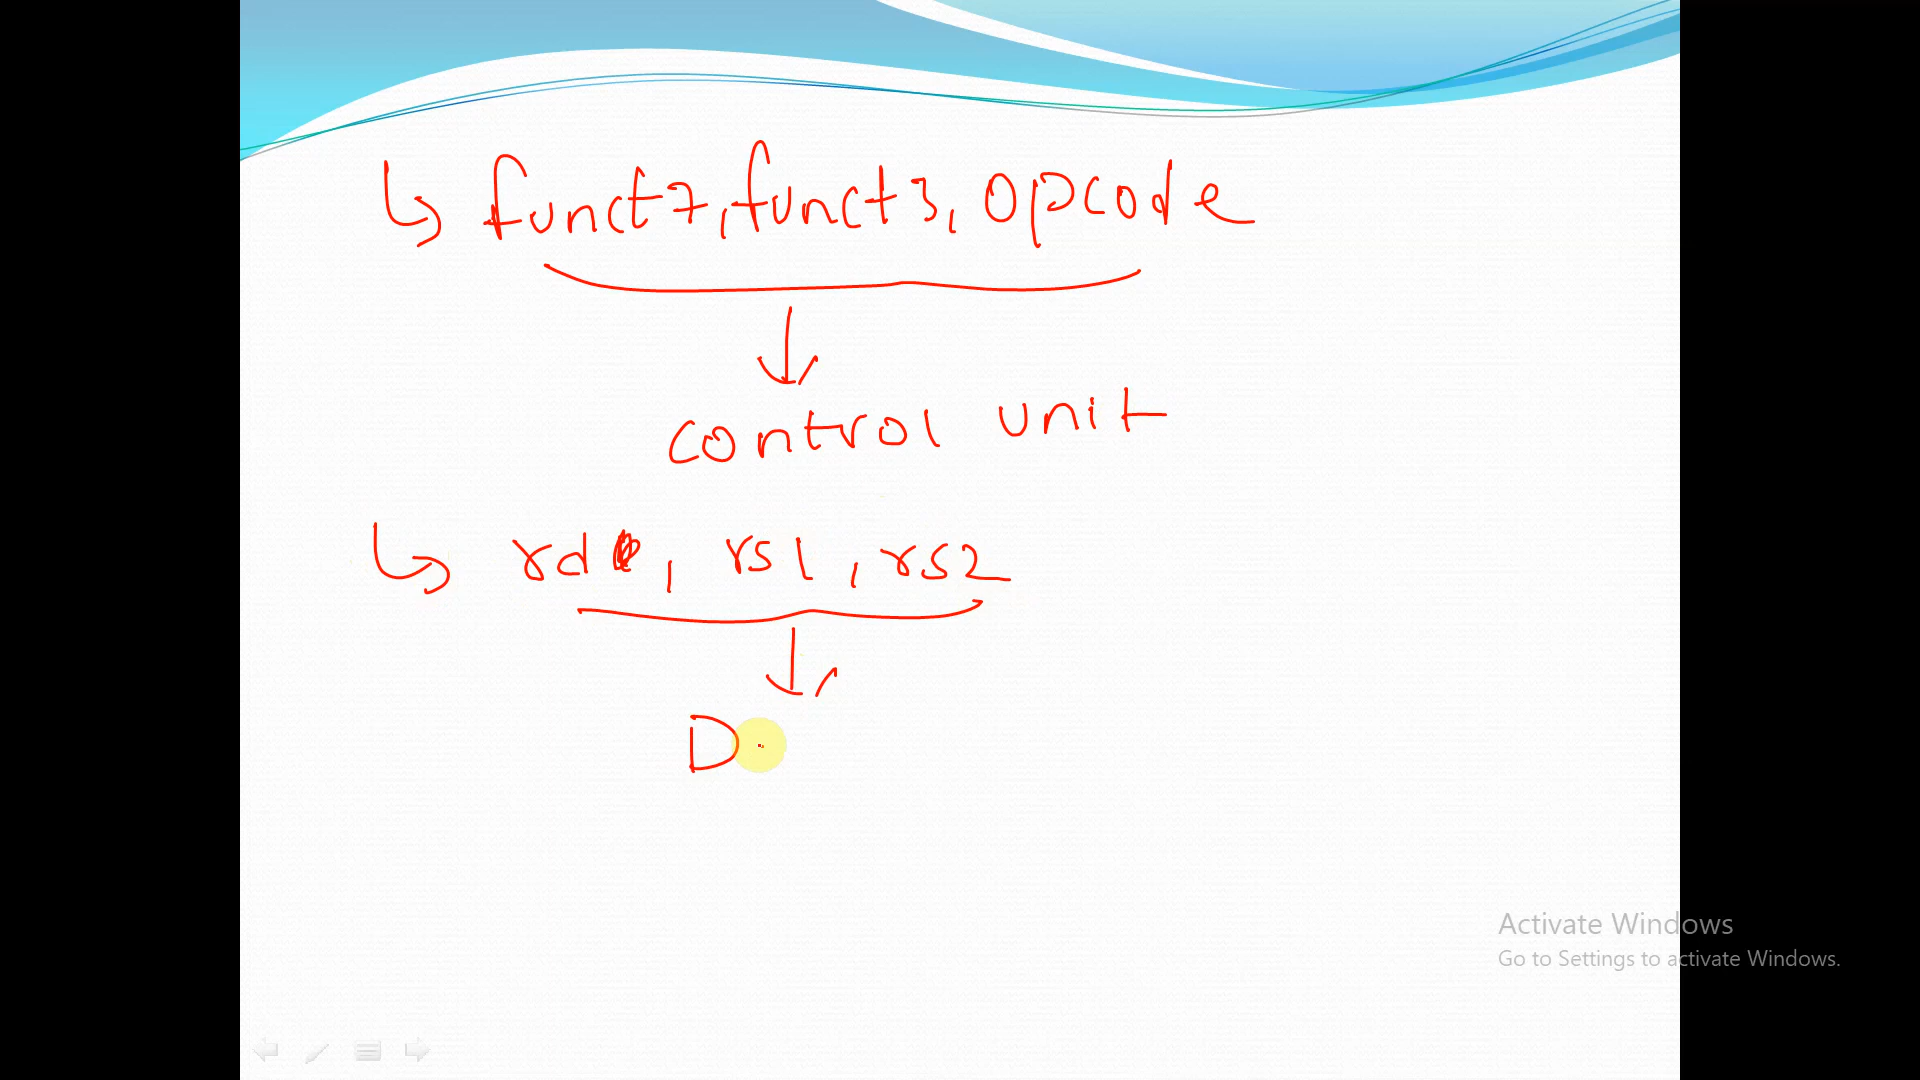 ↳ funct7, funct3, opcode
control unit
↳ rd, rs1, rs2
D
Activate Windows
Go to Settings to activate Windows.